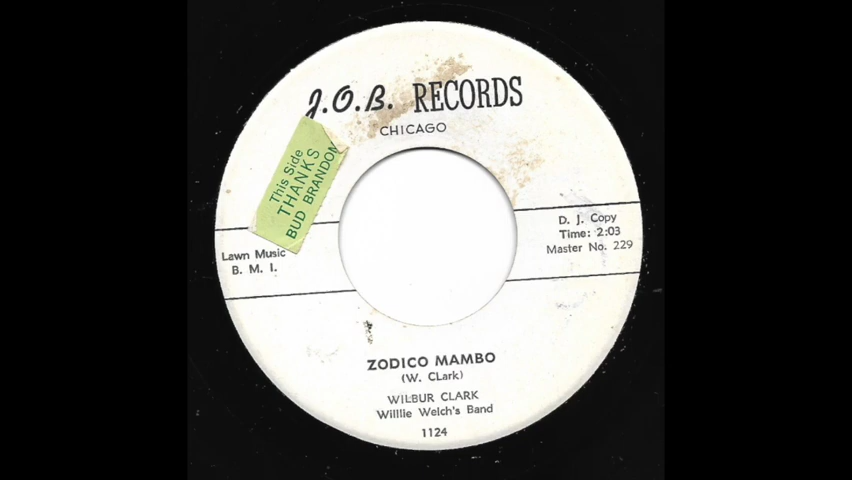 J.O.B. RECORDS
CHICAGO
This Side
THANKS
BUD BRANDON
Lawn Music
B. M. I.
D. J. Copy
Time: 2:03
Master No. 229
ZODICO MAMBO
(W. CLark)
WILBUR CLARK
Willlie Welch's Band
1124